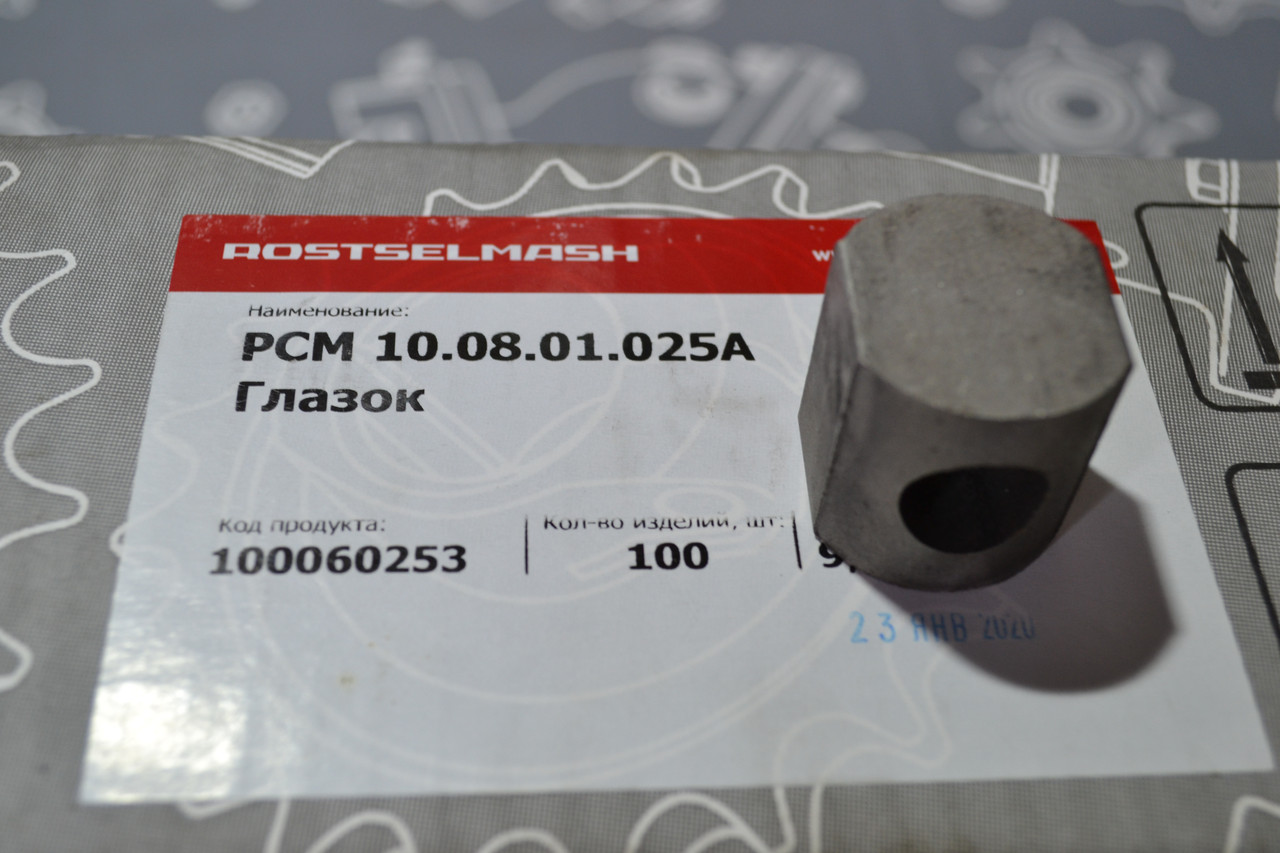 ROSTSELMASH
Наименование:
РСМ 10.08.01.025А
Глазок
Код продукта:
Кол-во изделий, шт:
100060253
100
23 ЯНВ 2020